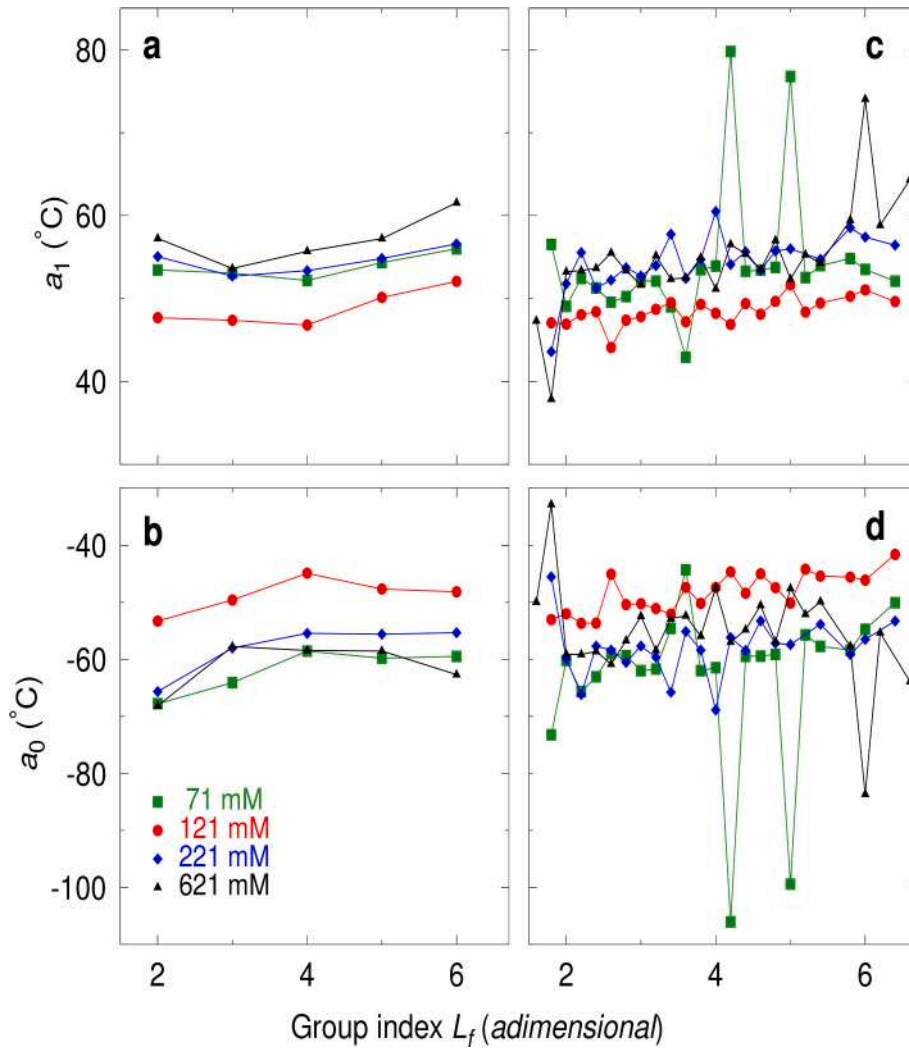 a
c
80
60
40
a1 (°C)
b
d
-40
-60
-80
-100
a0 (°C)
71 mM
121 mM
221 mM
621 mM
2 4 6 2 4 6
Group index Lf (adimensional)